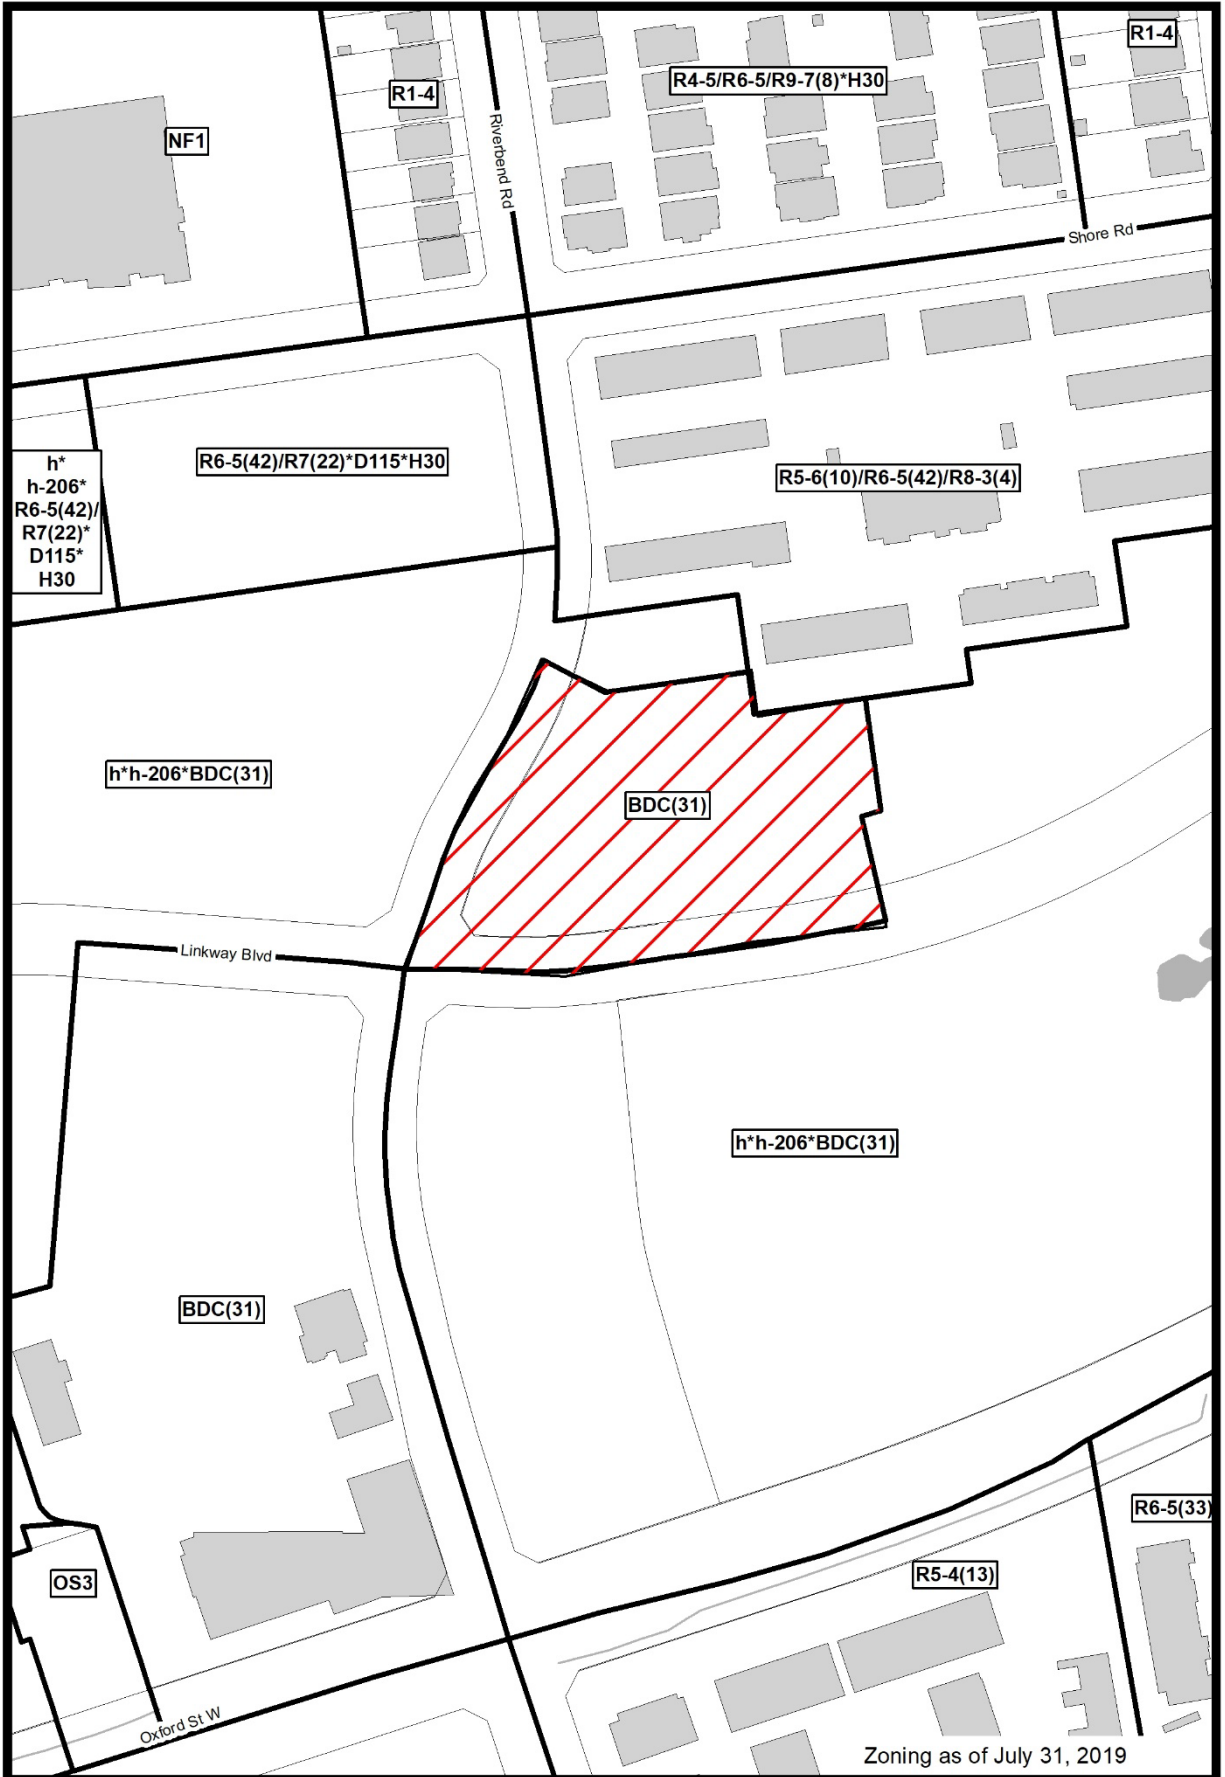 R1-4
R1-4
R4-5/R6-5/R9-7(8)*H30
NF1
Riverbend Rd
Shore Rd
h*
h-206*
R6-5(42)/
R7(22)*
D115*
H30
R6-5(42)/R7(22)*D115*H30
R5-6(10)/R6-5(42)/R8-3(4)
h*h-206*BDC(31)
BDC(31)
Linkway Blvd
h*h-206*BDC(31)
BDC(31)
R6-5(33)
R5-4(13)
OS3
Oxford St W
Zoning as of July 31, 2019